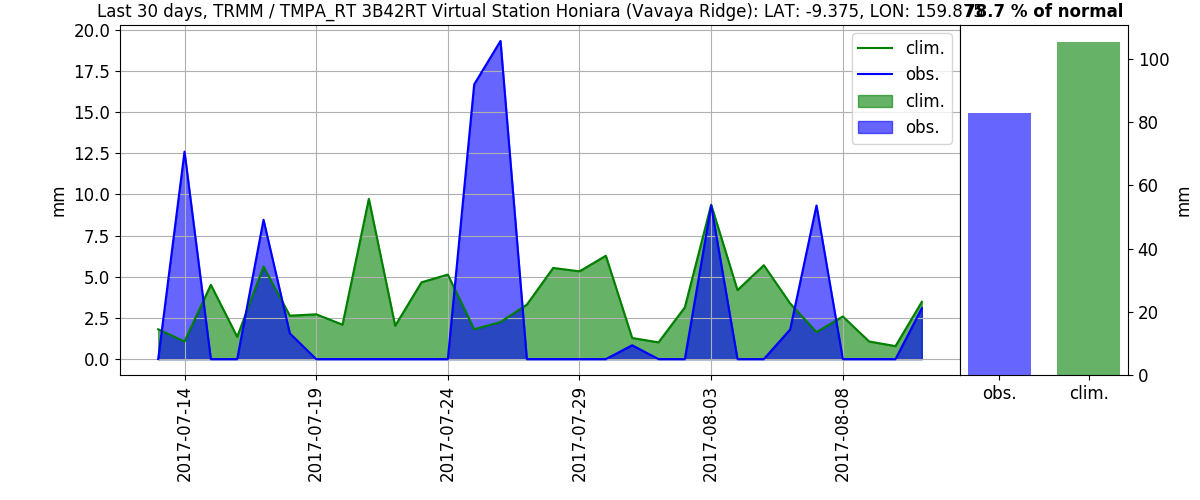 Last 30 days, TRMM / TMPA_RT 3B42RT Virtual Station Honiara (Vavaya Ridge): LAT: -9.375, LON: 159.875
78.7 % of normal
20.0
17.5
15.0
12.5
10.0
7.5
5.0
2.5
0.0
mm
clim.
obs.
clim.
obs.
2017-07-14
2017-07-19
2017-07-24
2017-07-29
2017-08-03
2017-08-08
100
80
60
40
20
0
mm
obs.
clim.